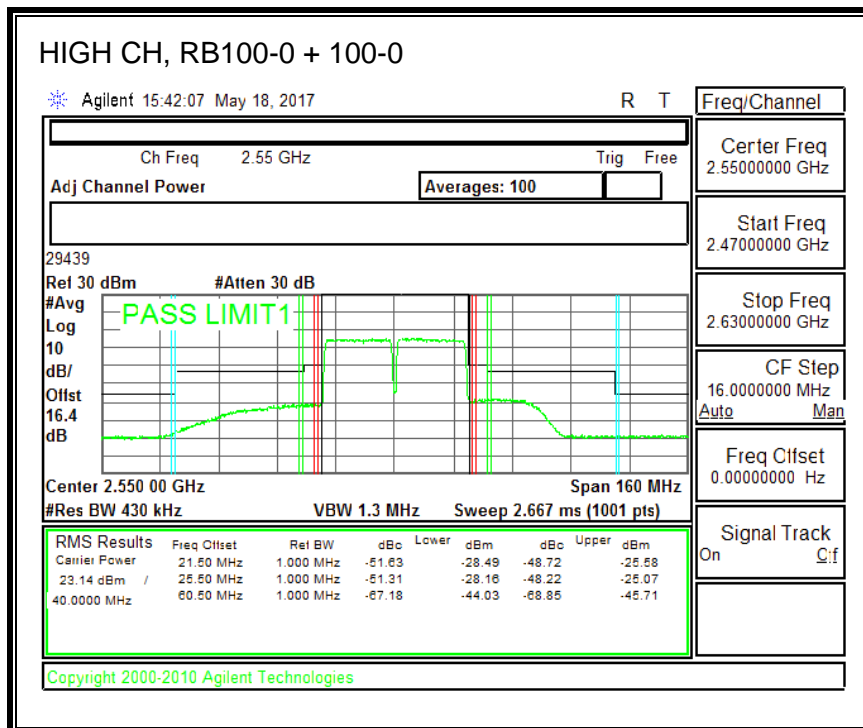 HIGH CH, RB100-0 + 100-0
Agilent 15:42:07 May 18, 2017 R T
Freq/Channel
Ch Freq 2.55 GHz Trig Free
Adj Channel Power Averages: 100
Center Freq
2.55000000 GHz
Start Freq
2.47000000 GHz
Stop Freq
2.63000000 GHz
CF Step
16.0000000 MHz
Auto Man
Freq Offset
0.00000000 Hz
Signal Track
On Off
29439
Ref 30 dBm #Atten 30 dB
#Avg
Log
10
dB/
Offst
16.4
dB
PASS LIMIT1
Center 2.550 00 GHz Span 160 MHz
#Res BW 430 kHz VBW 1.3 MHz Sweep 2.667 ms (1001 pts)
RMS Results Freq Offset Ref BW dBc Lower dBm dBc Upper dBm
Carrier Power 21.50 MHz 1.000 MHz -51.63 -28.49 -48.72 -25.58
23.14 dBm / 25.50 MHz 1.000 MHz -51.31 -28.16 -48.22 -25.07
40.0000 MHz 60.50 MHz 1.000 MHz -67.18 -44.03 -68.85 -45.71
Copyright 2000-2010 Agilent Technologies